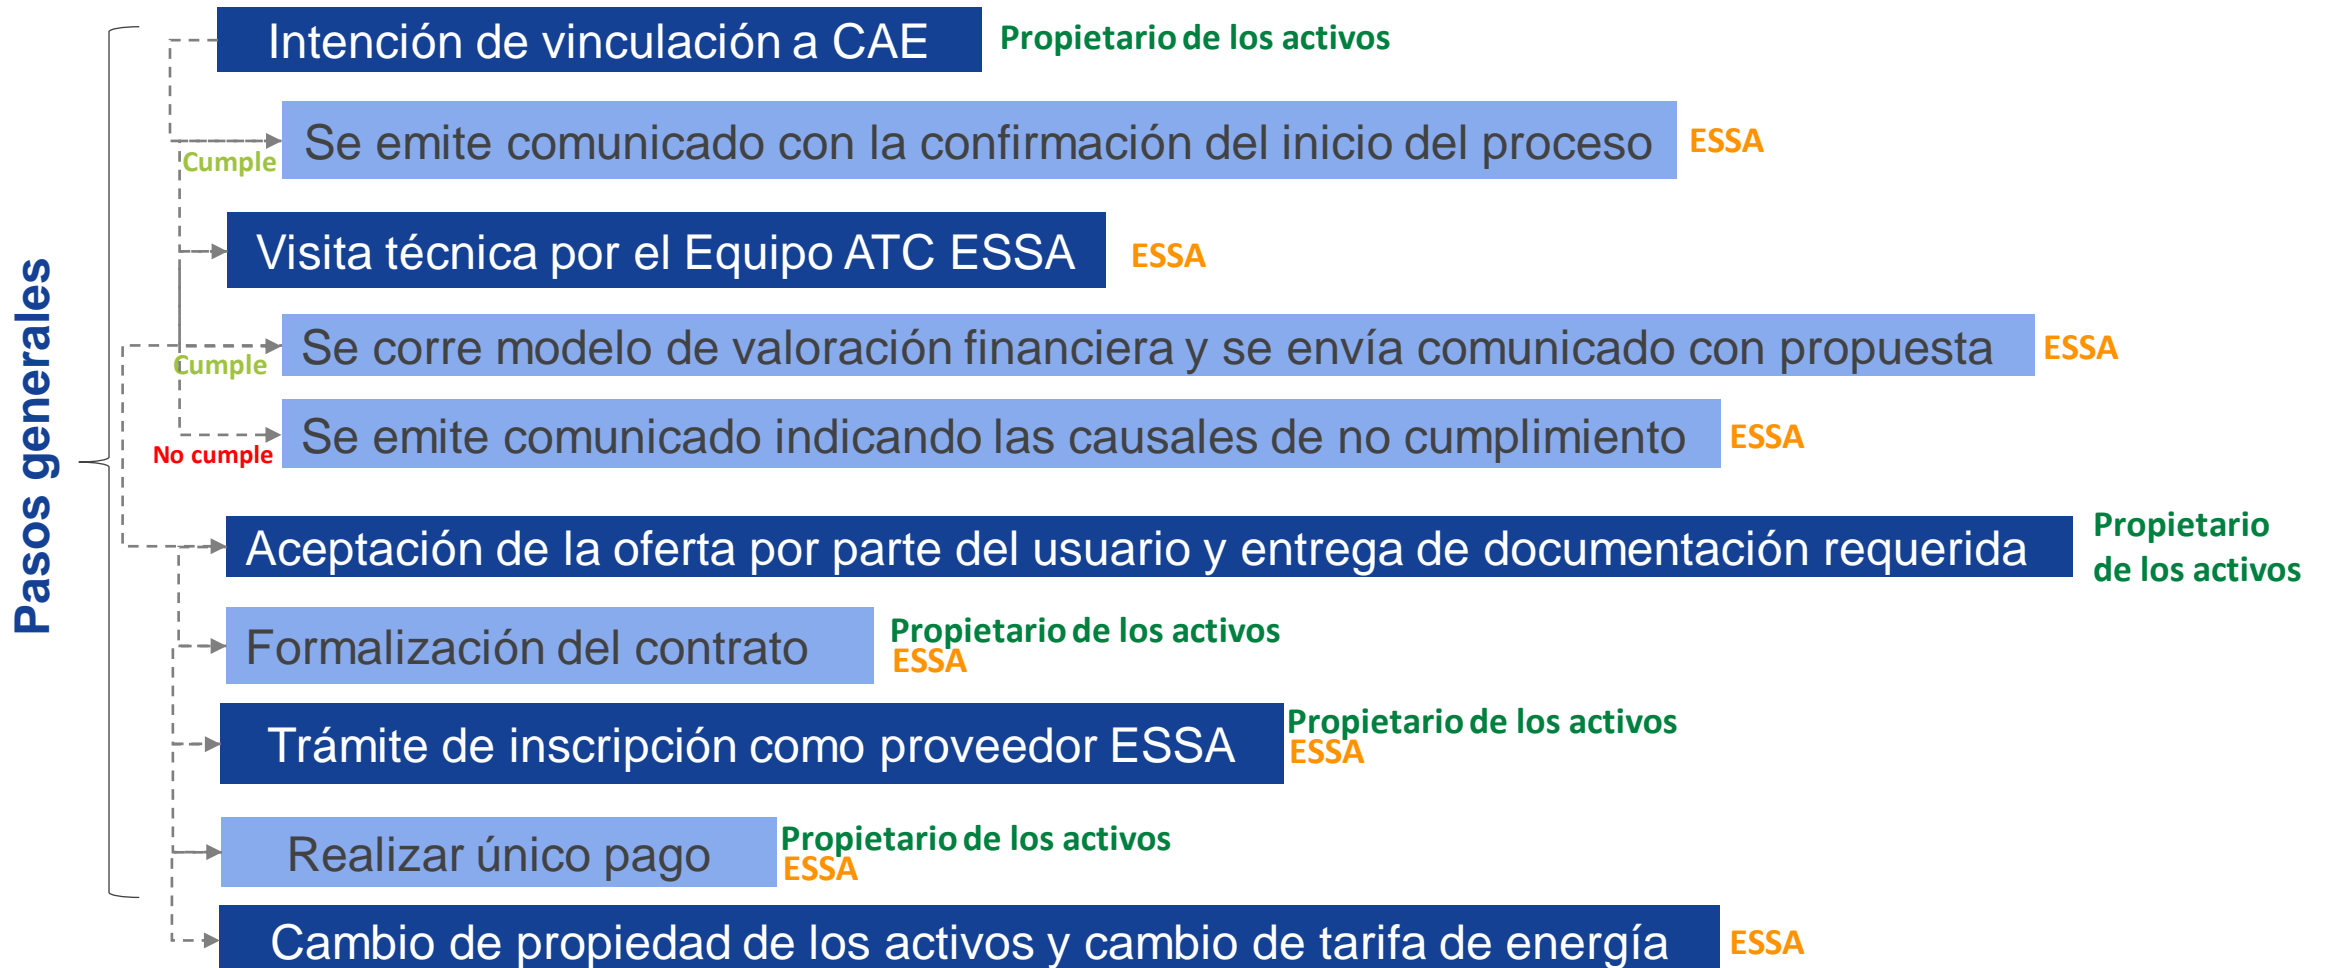 Pasos generales
Intención de vinculación a CAE
Propietario de los activos
Se emite comunicado con la confirmación del inicio del proceso
ESSA
Cumple
Visita técnica por el Equipo ATC ESSA
ESSA
Se corre modelo de valoración financiera y se envía comunicado con propuesta
ESSA
Cumple
Se emite comunicado indicando las causales de no cumplimiento
ESSA
No cumple
Aceptación de la oferta por parte del usuario y entrega de documentación requerida
Propietario
de los activos
Formalización del contrato
Propietario de los activos
ESSA
Trámite de inscripción como proveedor ESSA
Propietario de los activos
ESSA
Realizar único pago
Propietario de los activos
ESSA
Cambio de propiedad de los activos y cambio de tarifa de energía
ESSA